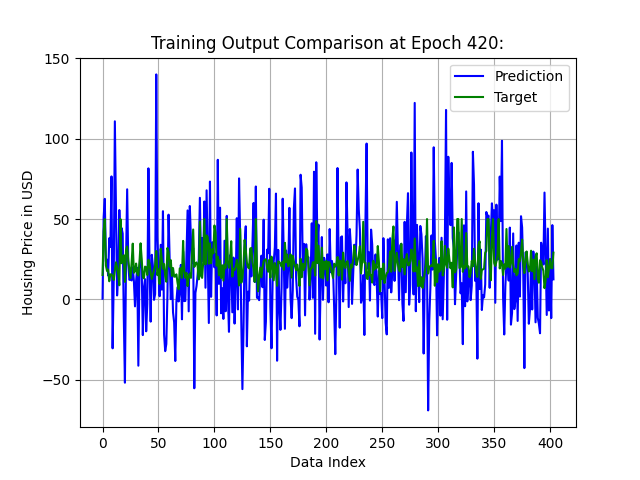 Training Output Comparison at Epoch 420:
Prediction
Target
150
100
50
0
−50
Housing Price in USD
0 50 100 150 200 250 300 350 400
Data Index